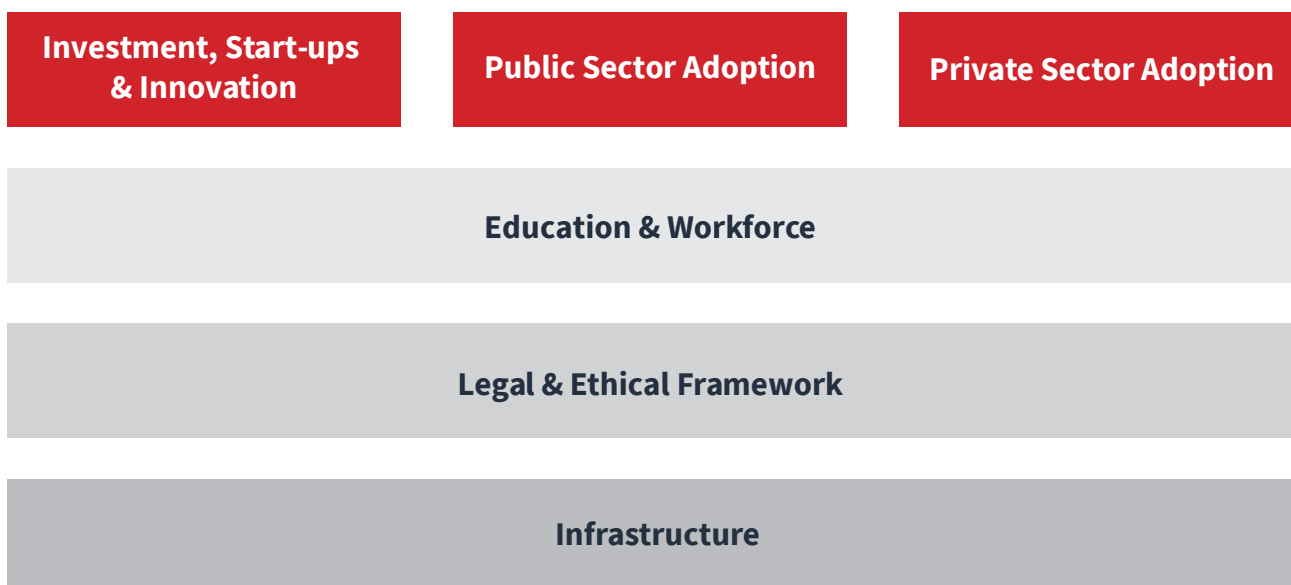 Investment, Start-ups
& Innovation
Public Sector Adoption
Private Sector Adoption
Education & Workforce
Legal & Ethical Framework
Infrastructure